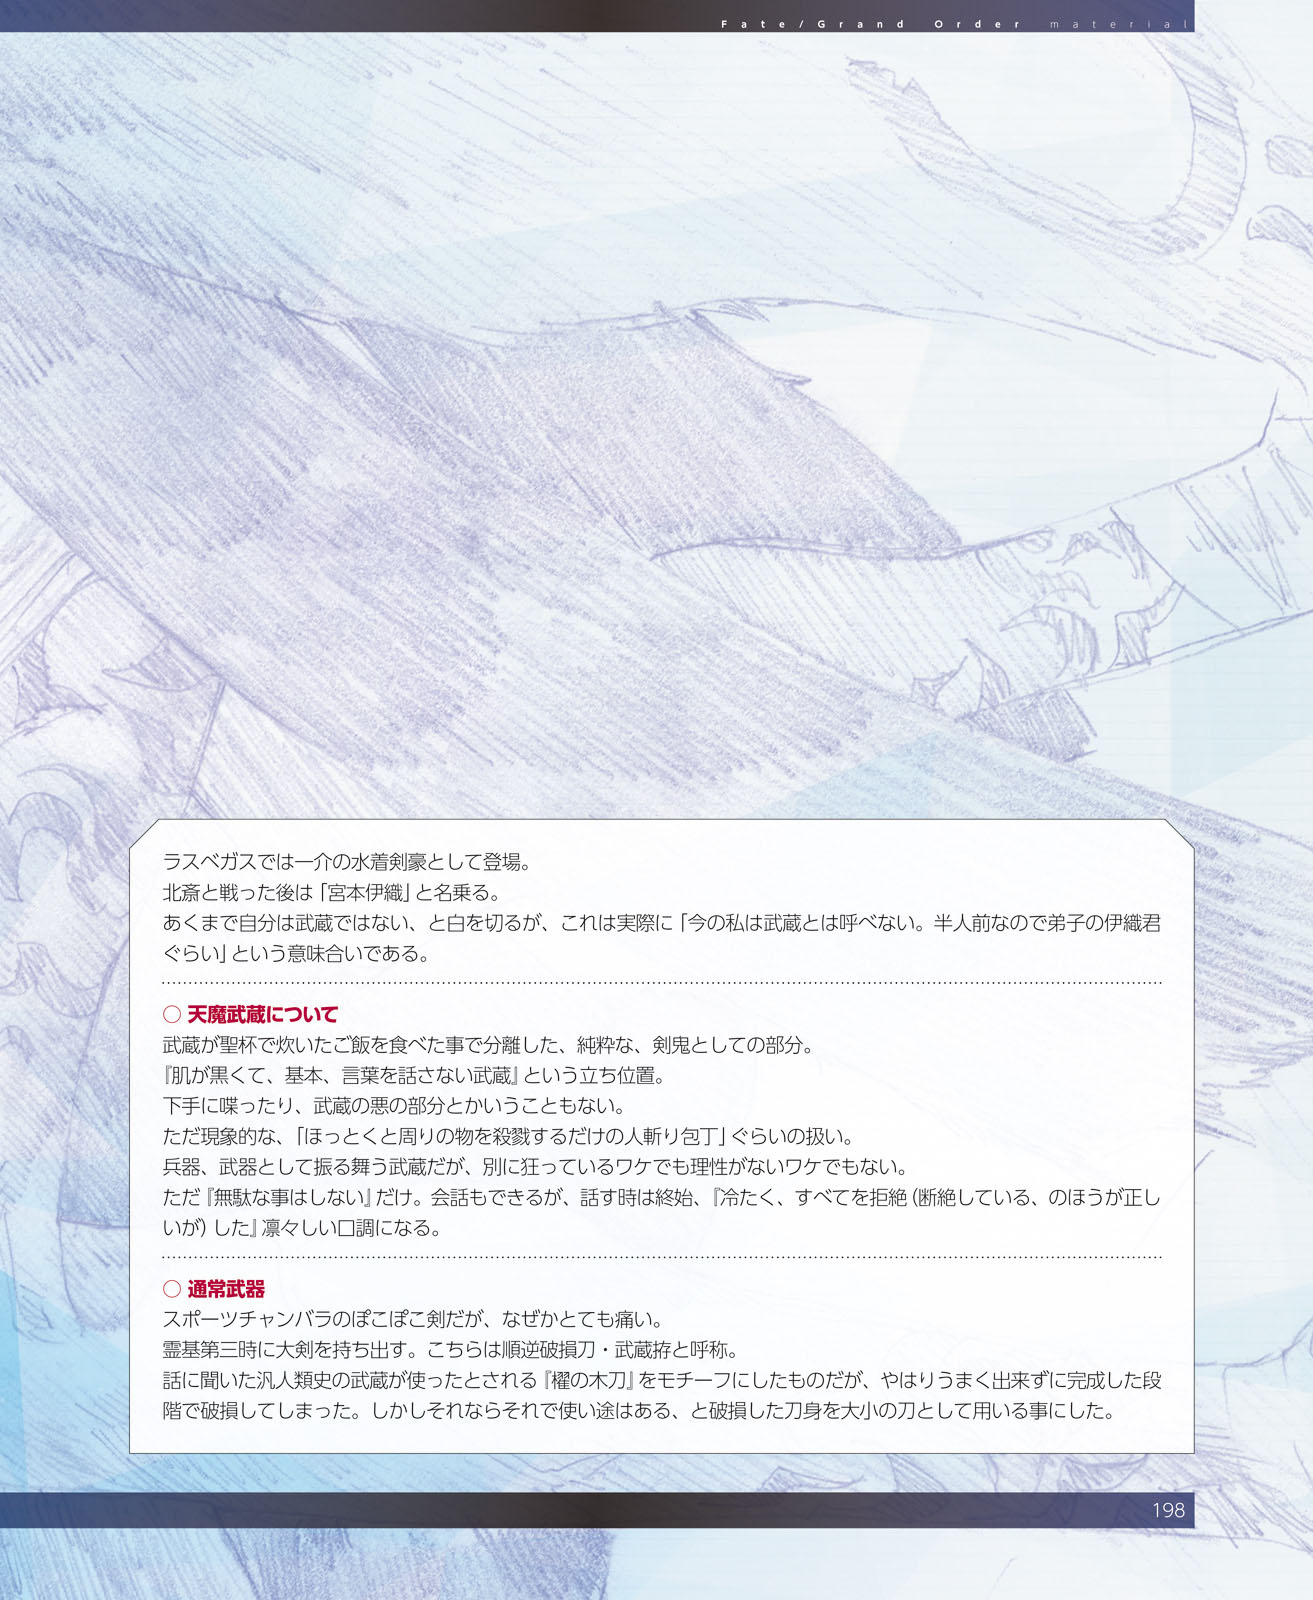 Fate/Grand Order material
ラスベガスでは一介の水着剣豪として登場。
北斎と戦った後は「宮本伊織」と名乗る。
あくまで自分は武蔵ではない、と白を切るが、これは実際に「今の私は武蔵とは呼べない。半人前なので弟子の伊織君
ぐらい」という意味合いである。
○ 天魔武蔵について
武蔵が聖杯で炊いたご飯を食べた事で分離した、純粋な、剣鬼としての部分。
『肌が黒くて、基本、言葉を話さない武蔵』という立ち位置。
下手に喋ったり、武蔵の悪の部分とかいうこともない。
ただ現象的な、「ほっとくと周りの物を殺戮するだけの人斬り包丁」ぐらいの扱い。
兵器、武器として振る舞う武蔵だが、別に狂っているワケでも理性がないワケでもない。
ただ『無駄な事はしない』だけ。会話もできるが、話す時は終始、『冷たく、すべてを拒絶（断絶している、のほうが正し
いが）した』凛々しい口調になる。
○ 通常武器
スポーツチャンバラのぽこぽこ剣だが、なぜかとても痛い。
霊基第三時に大剣を持ち出す。こちらは順逆破損刀・武蔵拵と呼称。
話に聞いた汎人類史の武蔵が使ったとされる『櫂の木刀』をモチーフにしたものだが、やはりうまく出来ずに完成した段
階で破損してしまった。しかしそれならそれで使い途はある、と破損した刀身を大小の刀として用いる事にした。
198